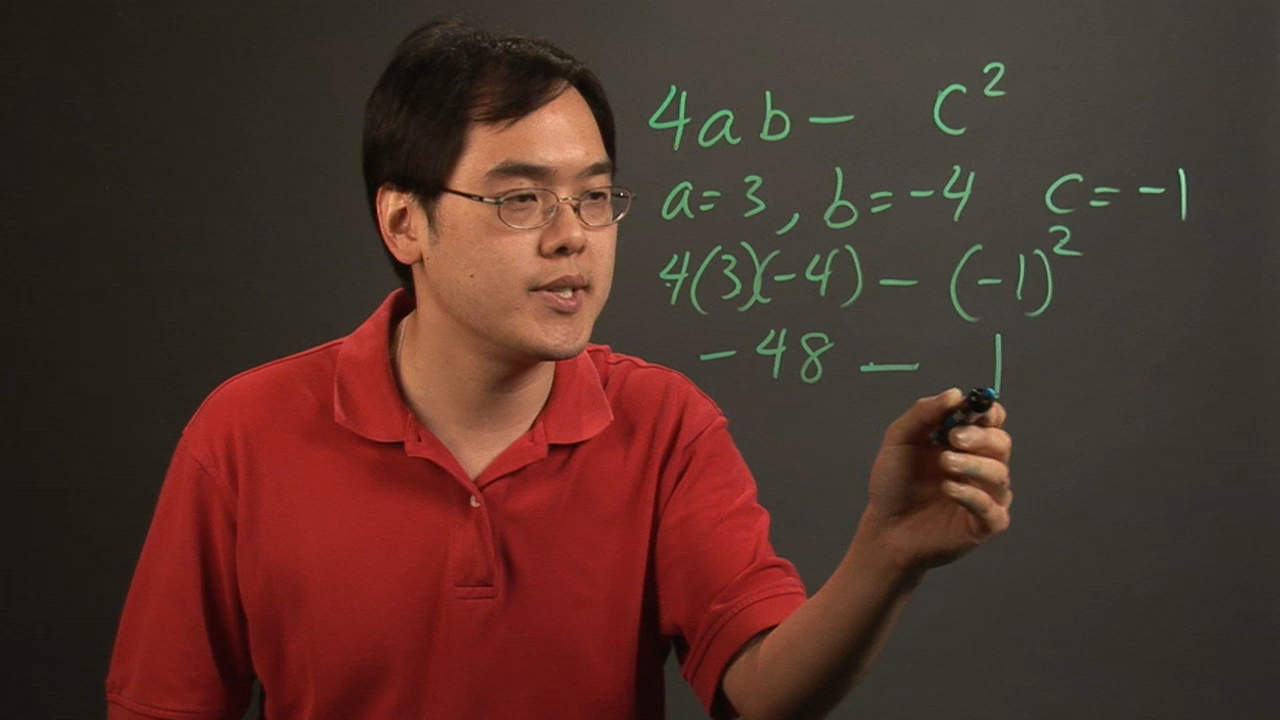 4ab - c²
a=3, b=-4 c=-1
4(3)(-4) - (-1)²
-48 - 1